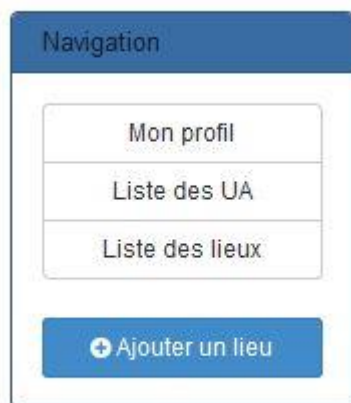 Navigation
Mon profil
Liste des UA
Liste des lieux
Ajouter un lieu